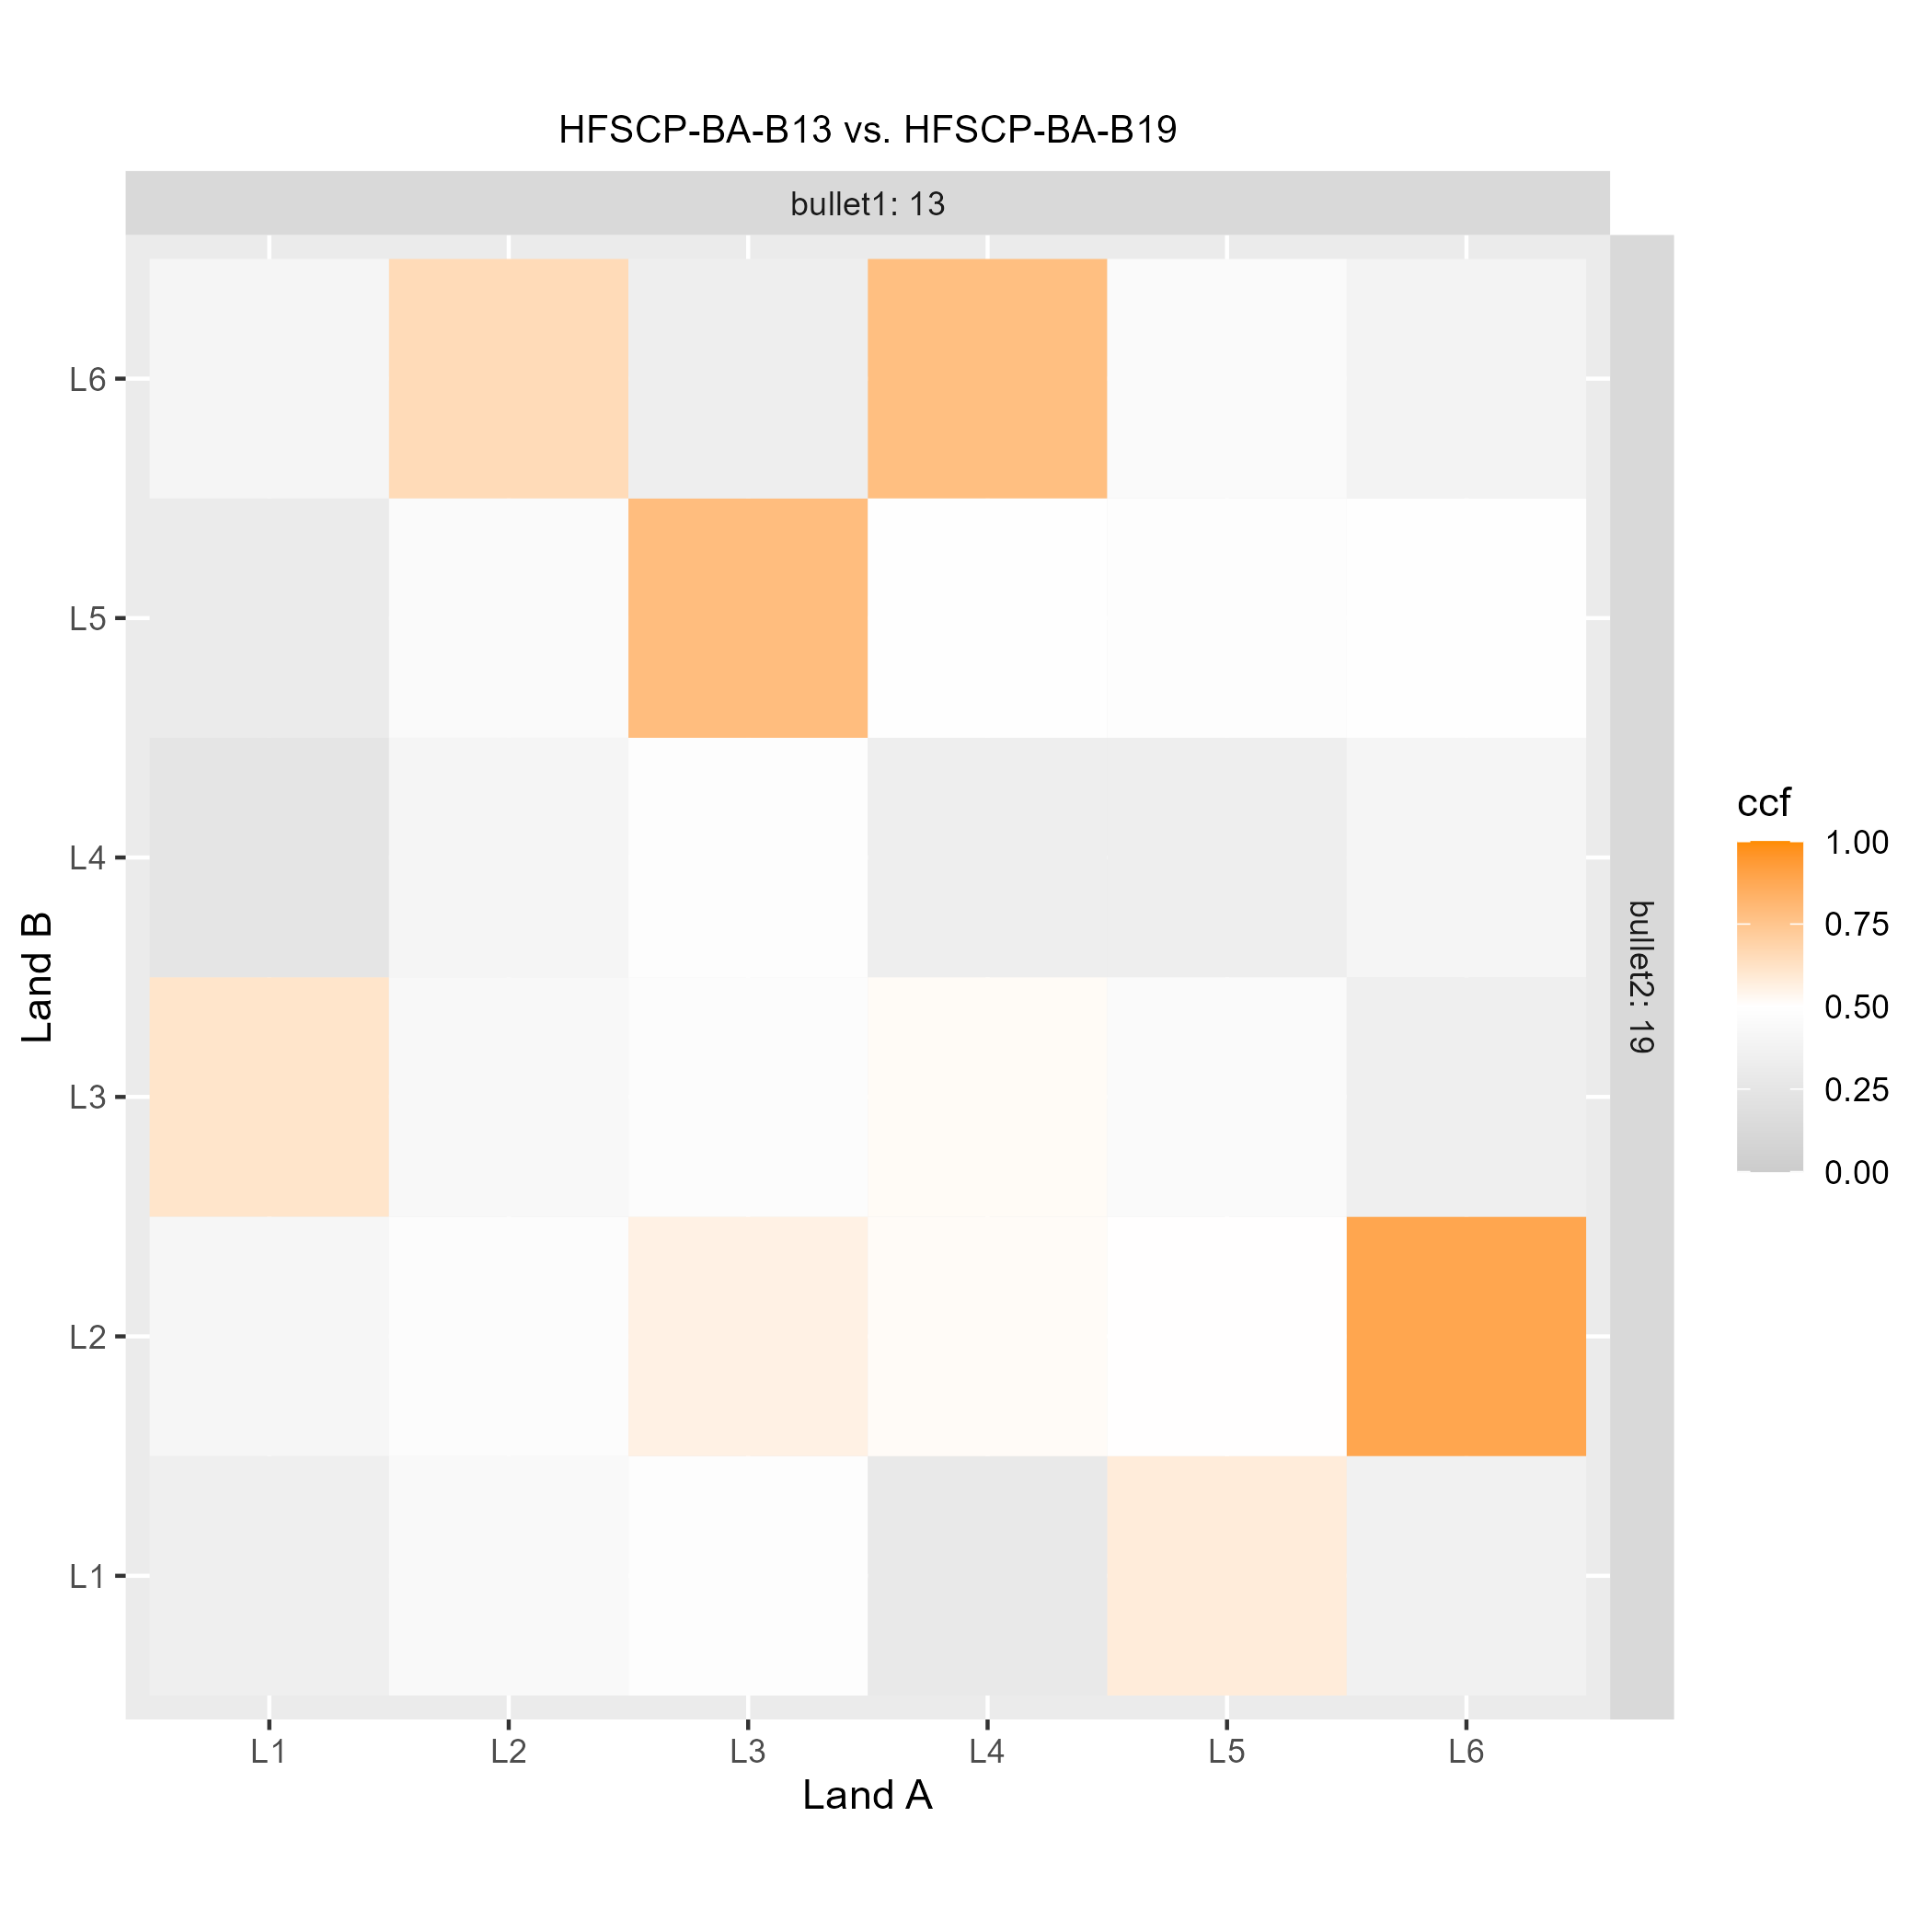 HFSCP-BA-B13 vs. HFSCP-BA-B19
bullet1: 13
L6
L5
L4
L3
L2
L1
Land B
bullet2: 19
L1 L2 L3 L4 L5 L6
Land A
ccf
1.00
0.75
0.50
0.25
0.00